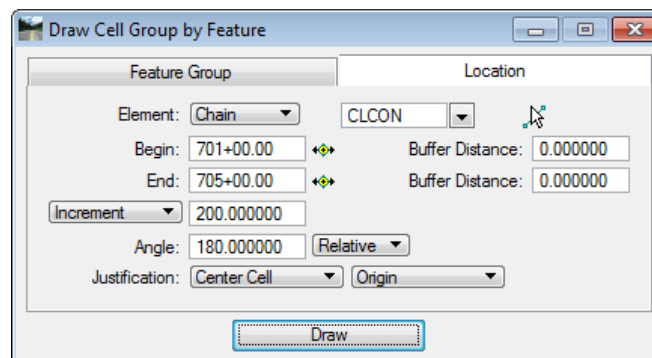 Draw Cell Group by Feature
Feature Group Location
Element: Chain CLCON
Begin: 701+00.00 Buffer Distance: 0.000000
End: 705+00.00 Buffer Distance: 0.000000
Increment 200.000000
Angle: 180.000000 Relative
Justification: Center Cell Origin
Draw